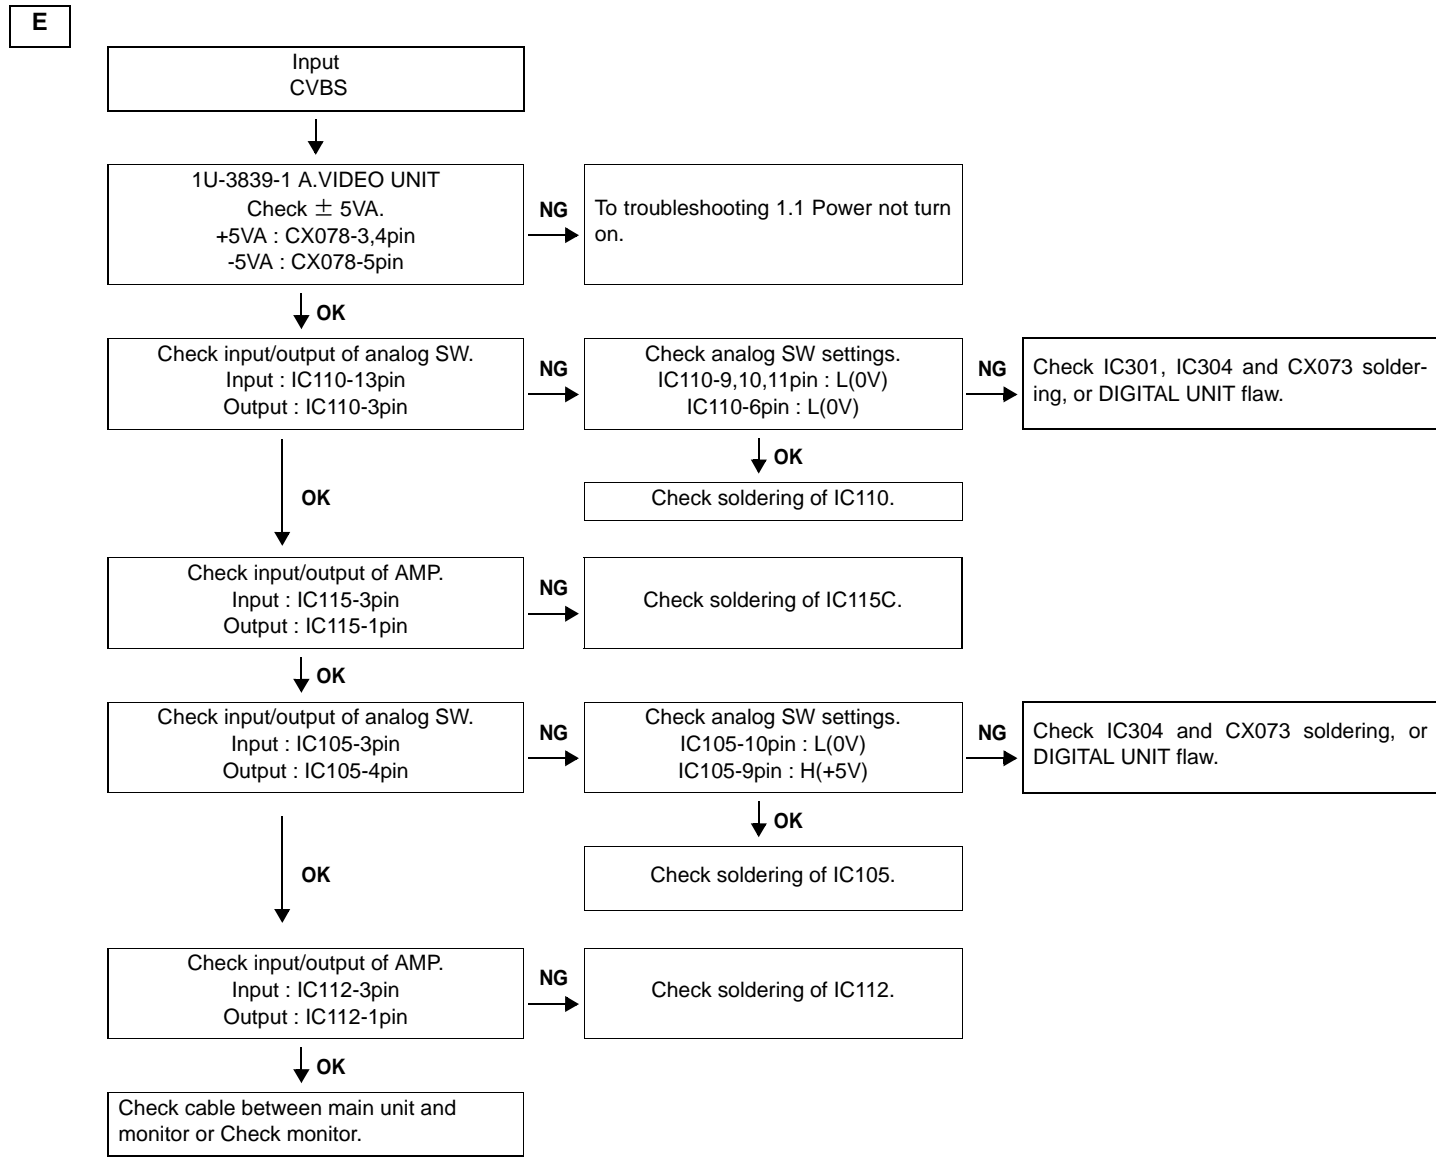 E
Input
CVBS
1U-3839-1 A.VIDEO UNIT
Check ± 5VA.
+5VA : CX078-3,4pin
-5VA : CX078-5pin
NG
To troubleshooting 1.1 Power not turn
on.
OK
Check input/output of analog SW.
Input : IC110-13pin
Output : IC110-3pin
NG
Check analog SW settings.
IC110-9,10,11pin : L(0V)
IC110-6pin : L(0V)
NG
Check IC301, IC304 and CX073 solder-
ing, or DIGITAL UNIT flaw.
OK
Check soldering of IC110.
OK
Check input/output of AMP.
Input : IC115-3pin
Output : IC115-1pin
NG
Check soldering of IC115C.
OK
Check input/output of analog SW.
Input : IC105-3pin
Output : IC105-4pin
NG
Check analog SW settings.
IC105-10pin : L(0V)
IC105-9pin : H(+5V)
NG
Check IC304 and CX073 soldering, or
DIGITAL UNIT flaw.
OK
Check soldering of IC105.
OK
Check input/output of AMP.
Input : IC112-3pin
Output : IC112-1pin
NG
Check soldering of IC112.
OK
Check cable between main unit and
monitor or Check monitor.